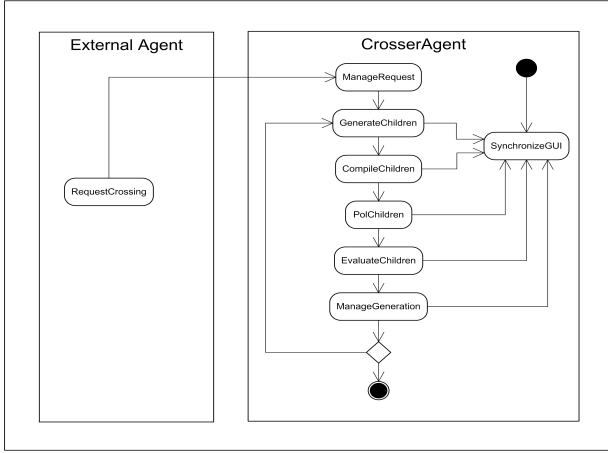 External Agent
CrosserAgent
ManageRequest
GenerateChildren
SynchronizeGUI
CompileChildren
RequestCrossing
PolChildren
EvaluateChildren
ManageGeneration